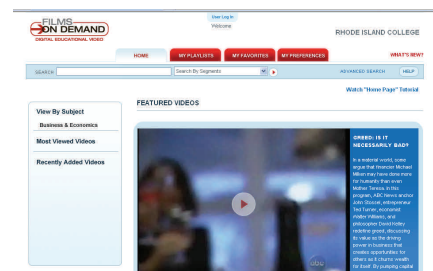 User Log In
Welcome
FILMS
ON DEMAND
DIGITAL EDUCATIONAL VIDEO
RHODE ISLAND COLLEGE
HOME
MY PLAYLISTS
MY FAVORITES
MY PREFERENCES
WHAT'S NEW?
SEARCH
Search By Segments
ADVANCED SEARCH
HELP
Watch "Home Page" Tutorial
View By Subject
Business & Economics
Most Viewed Videos
Recently Added Videos
FEATURED VIDEOS
GREED: IS IT
NECESSARILY BAD?
In a material world, some
argue that financier Michael
Milken may have done more
for humanity than even
Mother Teresa. In this
program, ABC News anchor
John Stossel, entrepreneur
Ted Turner, economist
Walter Williams, and
philosopher David Kelley
redefine greed, discussing
its value as the driving
power in business that
creates opportunities for
others as it churns wealth
for itself. By pumping capital
abc